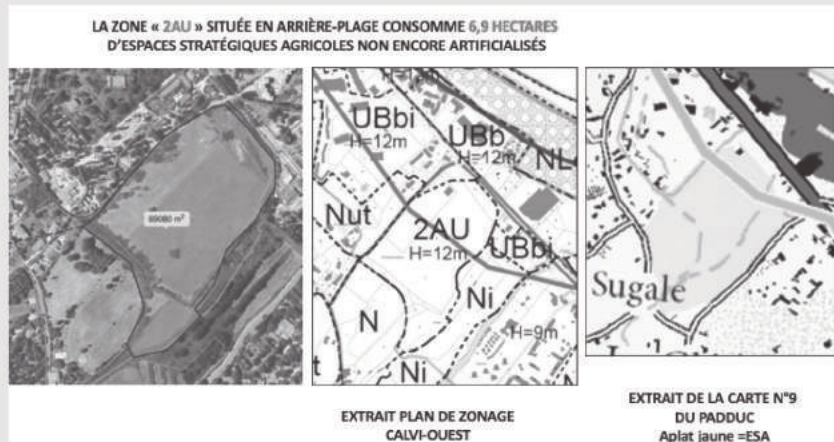 LA ZONE « 2AU » SITUÉE EN ARRIÈRE-PLAGE CONSOMME 6,9 HECTARES
D'ESPACES STRATÉGIQUES AGRICOLES NON ENCORE ARTIFICIALISÉS
UBbi
H=12m
UBb
H=12m
NL
Nut
2AU
H=12m
UBbi
N
Ni
H=9m
Ni
Sugale
EXTRAIT PLAN DE ZONAGE
CALVI-OUEST
EXTRAIT DE LA CARTE N°9
DU PADDUC
Aplat jaune =ESA